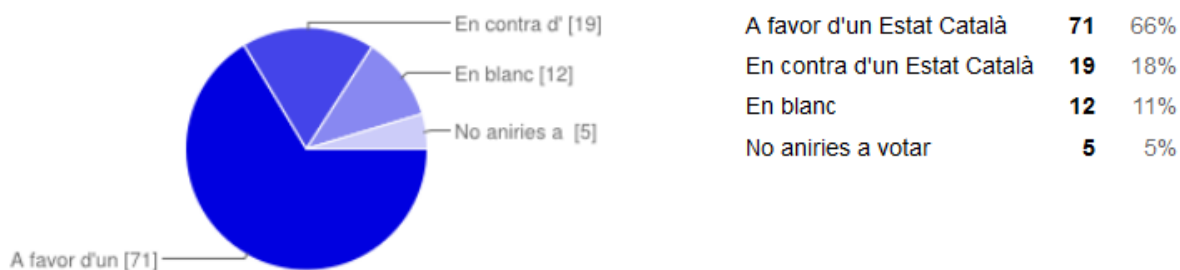 En contra d' [19]
En blanc [12]
No aniries a [5]
A favor d'un [71]
A favor d'un Estat Català 71 66%
En contra d'un Estat Català 19 18%
En blanc 12 11%
No aniries a votar 5 5%